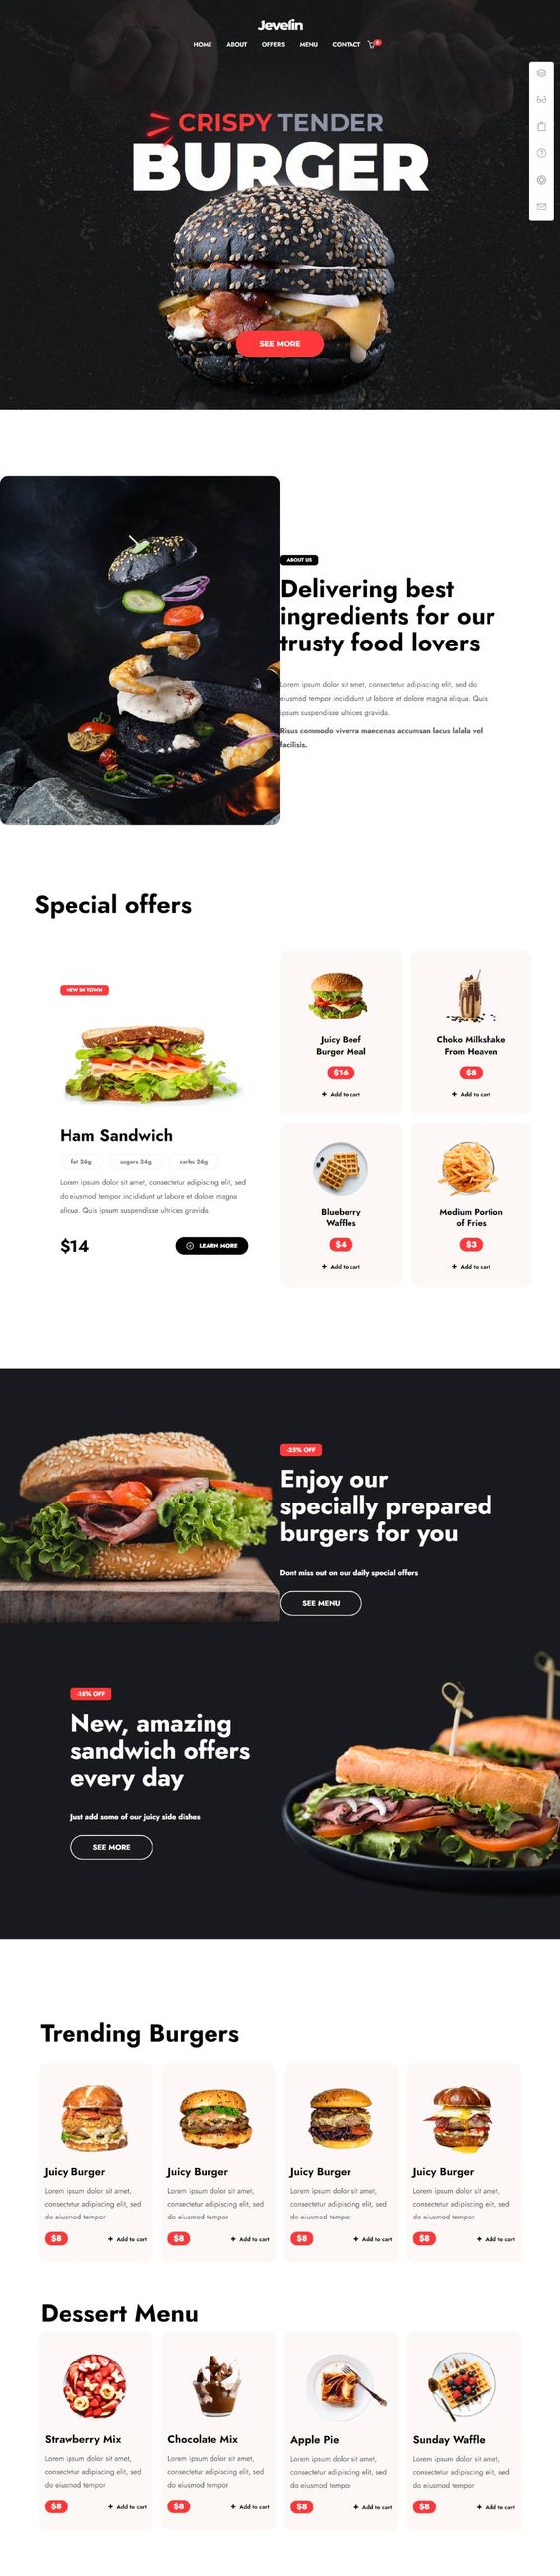 Jevelin
HOME ABOUT OFFERS MENU CONTACT
CRISPY TENDER
BURGER
SEE MORE
ABOUT US
Delivering best
ingredients for our
trusty food lovers
Lorem ipsum dolor sit amet, consectetur adipiscing elit, sed do
eiusmod tempor incididunt ut labore et dolore magna aliqua. Quis
ipsum suspendisse ultrices gravida.
Risus commodo viverra maecenas accumsan lacus lalala vel
facilisis.
Special offers
NEW IN TOWN
Ham Sandwich
fat 26g sugars 34g carbs 26g
Lorem ipsum dolor sit amet, consectetur adipiscing elit, sed
do eiusmod tempor incididunt ut labore et dolore magna
aliqua. Quis ipsum suspendisse ultrices gravida.
$14 LEARN MORE
Juicy Beef
Burger Meal
$16
+ Add to cart
Choko Milkshake
From Heaven
$8
+ Add to cart
Blueberry
Waffles
$4
+ Add to cart
Medium Portion
of Fries
$3
+ Add to cart
-25% OFF
Enjoy our
specially prepared
burgers for you
Dont miss out on our daily special offers
SEE MENU
-15% OFF
New, amazing
sandwich offers
every day
Just add some of our juicy side dishes
SEE MORE
Trending Burgers
Juicy Burger
Lorem ipsum dolor sit amet,
consectetur adipiscing elit, sed
do eiusmod tempor
$8 + Add to cart
Juicy Burger
Lorem ipsum dolor sit amet,
consectetur adipiscing elit, sed
do eiusmod tempor
$8 + Add to cart
Juicy Burger
Lorem ipsum dolor sit amet,
consectetur adipiscing elit, sed
do eiusmod tempor
$8 + Add to cart
Juicy Burger
Lorem ipsum dolor sit amet,
consectetur adipiscing elit, sed
do eiusmod tempor
$8 + Add to cart
Dessert Menu
Strawberry Mix
Lorem ipsum dolor sit amet,
consectetur adipiscing elit, sed
do eiusmod tempor
$8 + Add to cart
Chocolate Mix
Lorem ipsum dolor sit amet,
consectetur adipiscing elit, sed
do eiusmod tempor
$8 + Add to cart
Apple Pie
Lorem ipsum dolor sit amet,
consectetur adipiscing elit, sed
do eiusmod tempor
$8 + Add to cart
Sunday Waffle
Lorem ipsum dolor sit amet,
consectetur adipiscing elit, sed
do eiusmod tempor
$8 + Add to cart